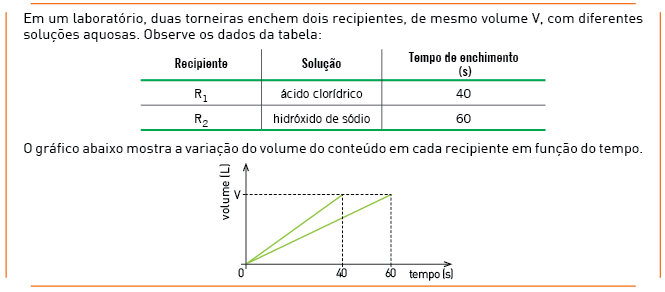 Em um laboratório, duas torneiras enchem dois recipientes, de mesmo volume V, com diferentes
soluções aquosas. Observe os dados da tabela:
Recipiente Solução Tempo de enchimento
(s)
R1 ácido clorídrico 40
R2 hidróxido de sódio 60
O gráfico abaixo mostra a variação do volume do conteúdo em cada recipiente em função do tempo.
volume (L)
V
0 40 60 tempo (s)